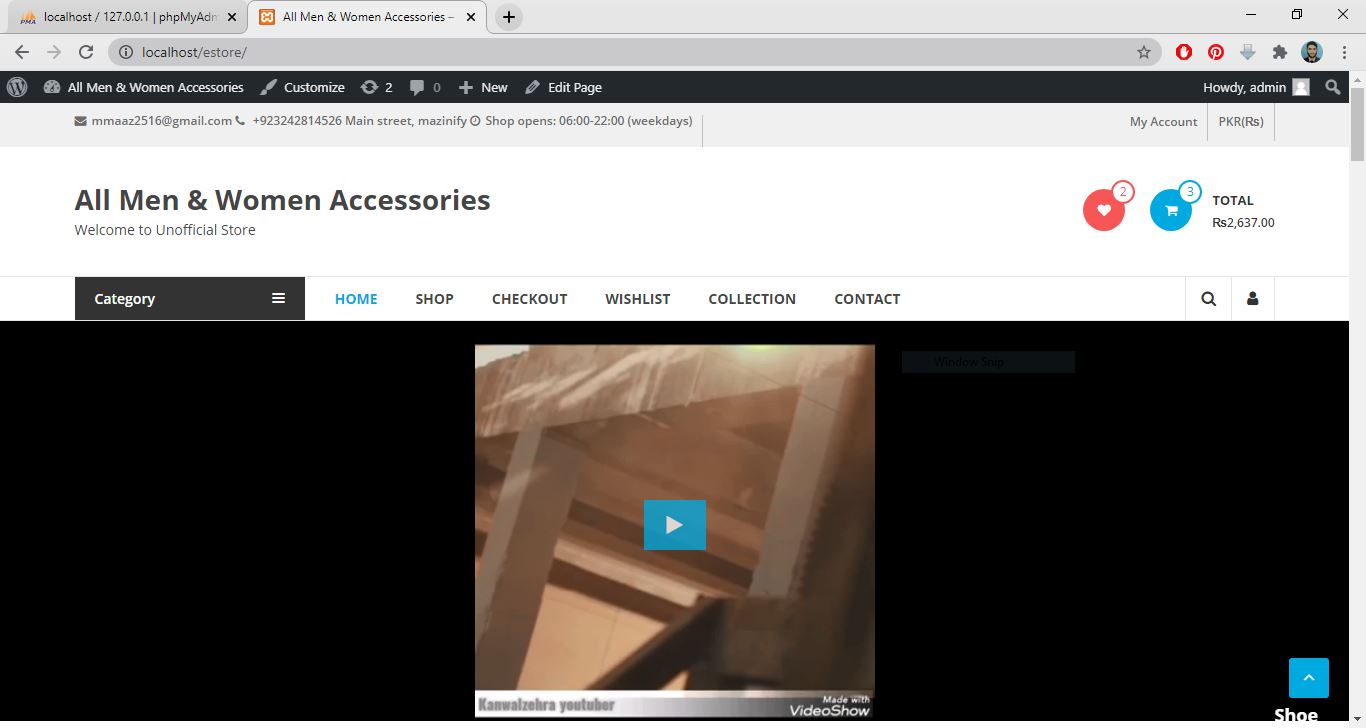 localhost / 127.0.0.1 | phpMyAdm
All Men & Women Accessories –
localhost/estore/
All Men & Women Accessories Customize 2 0 New Edit Page Howdy, admin
mmaaz2516@gmail.com +923242814526 Main street, mazinify Shop opens: 06:00-22:00 (weekdays) My Account PKR(₨)
All Men & Women Accessories
Welcome to Unofficial Store
2 3 TOTAL
₨2,637.00
Category HOME SHOP CHECKOUT WISHLIST COLLECTION CONTACT
Window Snip
Kanwalzehra youtuber
Made with
VideoShow
Shoe